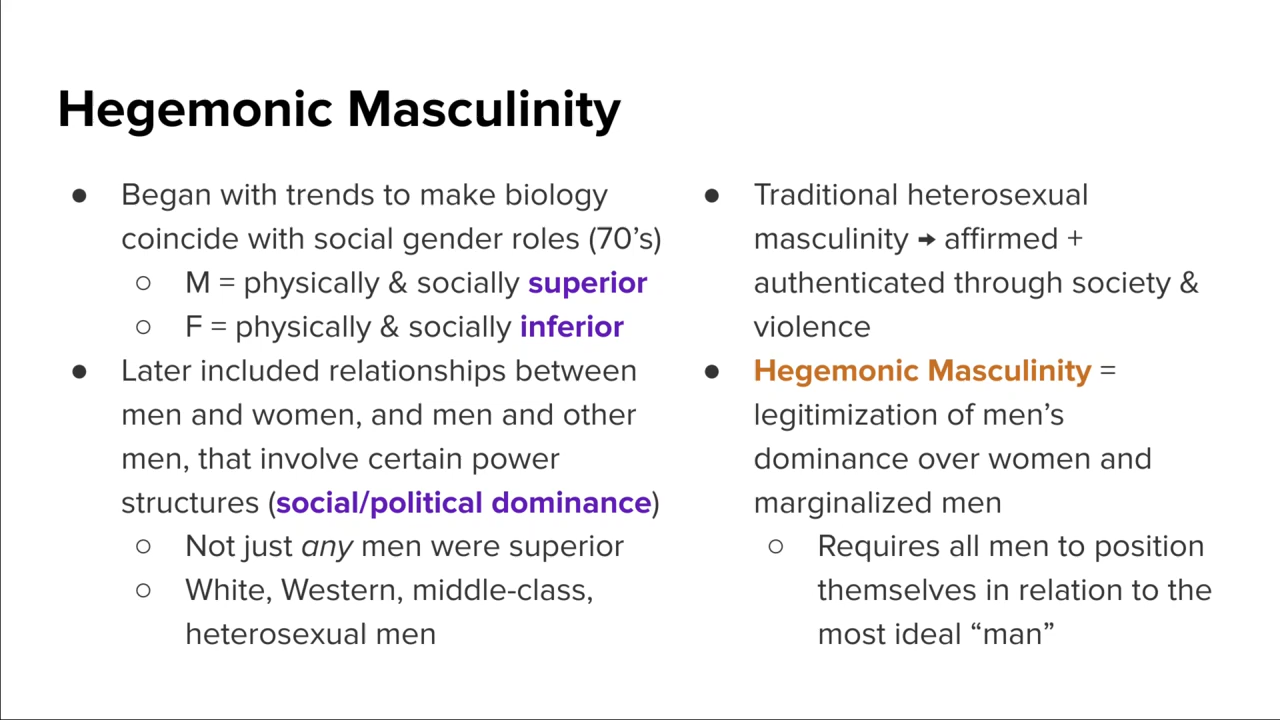 Hegemonic Masculinity
● Began with trends to make biology
coincide with social gender roles (70’s)
○ M = physically & socially superior
○ F = physically & socially inferior
● Later included relationships between
men and women, and men and other
men, that involve certain power
structures (social/political dominance)
○ Not just any men were superior
○ White, Western, middle-class,
heterosexual men
● Traditional heterosexual
masculinity → affirmed +
authenticated through society &
violence
● Hegemonic Masculinity =
legitimization of men’s
dominance over women and
marginalized men
○ Requires all men to position
themselves in relation to the
most ideal “man”